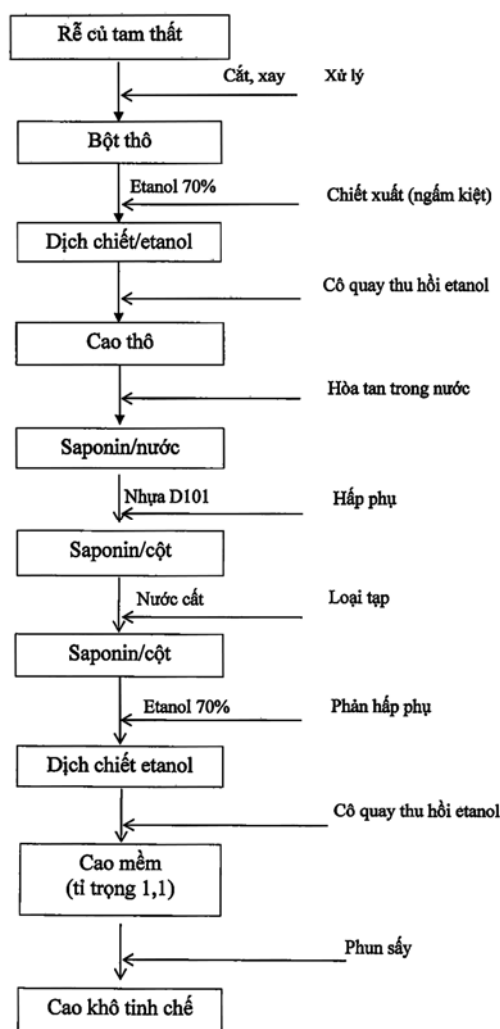 Rễ củ tam thất
Cắt, xay
Xử lý
Bột thô
Etanol 70%
Chiết xuất (ngấm kiệt)
Dịch chiết/etanol
Cô quay thu hồi etanol
Cao thô
Hòa tan trong nước
Saponin/nước
Nhựa D101
Hấp phụ
Saponin/cột
Nước cất
Loại tạp
Saponin/cột
Etanol 70%
Phản hấp phụ
Dịch chiết etanol
Cô quay thu hồi etanol
Cao mềm
(tỉ trọng 1,1)
Phun sấy
Cao khô tinh chế